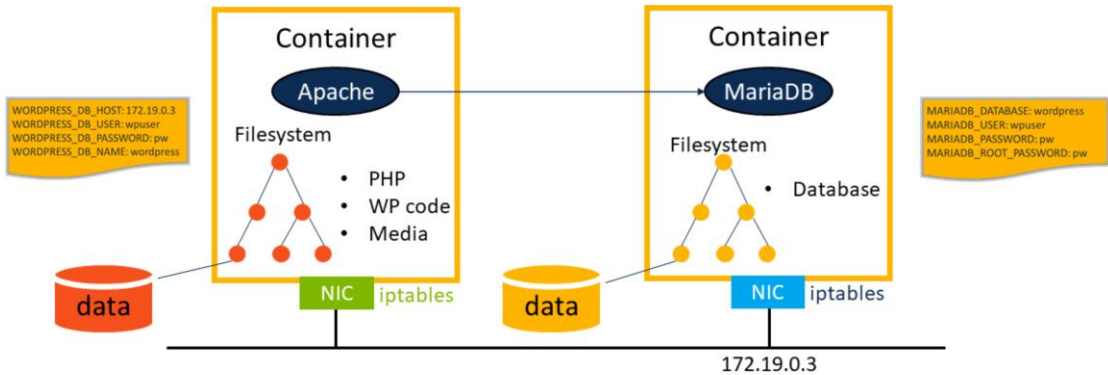 Container
Apache
WORDPRESS_DB_HOST: 172.19.0.3
WORDPRESS_DB_USER: wpuser
WORDPRESS_DB_PASSWORD: pw
WORDPRESS_DB_NAME: wordpress
Filesystem
• PHP
• WP code
• Media
data
NIC
iptables
Container
MariaDB
MARIADB_DATABASE: wordpress
MARIADB_USER: wpuser
MARIADB_PASSWORD: pw
MARIADB_ROOT_PASSWORD: pw
Filesystem
• Database
data
NIC
iptables
172.19.0.3